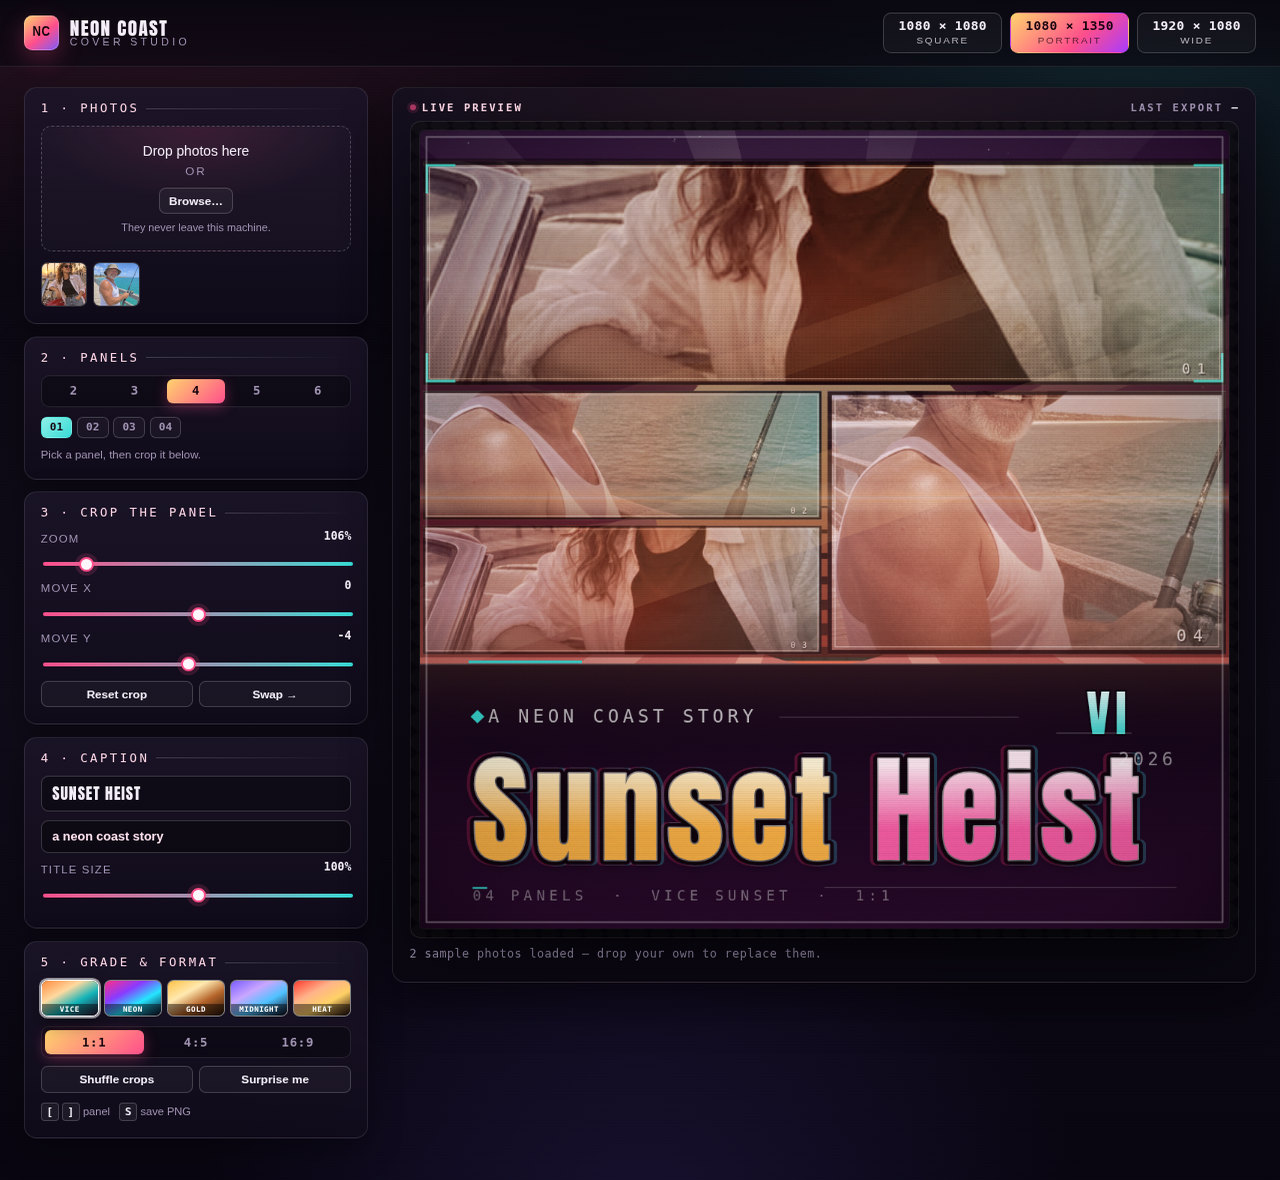 NC
NEON COAST
COVER STUDIO
1080 × 1080
SQUARE
1080 × 1350
PORTRAIT
1920 × 1080
WIDE
1 · PHOTOS
Drop photos here
OR
Browse…
They never leave this machine.
2 · PANELS
2 3 4 5 6
01 02 03 04
Pick a panel, then crop it below.
3 · CROP THE PANEL
ZOOM 106%
MOVE X 0
MOVE Y -4
Reset crop Swap →
4 · CAPTION
SUNSET HEIST
a neon coast story
TITLE SIZE 100%
5 · GRADE & FORMAT
VICE NEON GOLD MIDNIGHT HEAT
1:1 4:5 16:9
Shuffle crops Surprise me
[ ] panel S save PNG
LIVE PREVIEW
LAST EXPORT —
01
02
03
04
A NEON COAST STORY
VI
2026
Sunset Heist
04 PANELS · VICE SUNSET · 1:1
2 sample photos loaded — drop your own to replace them.